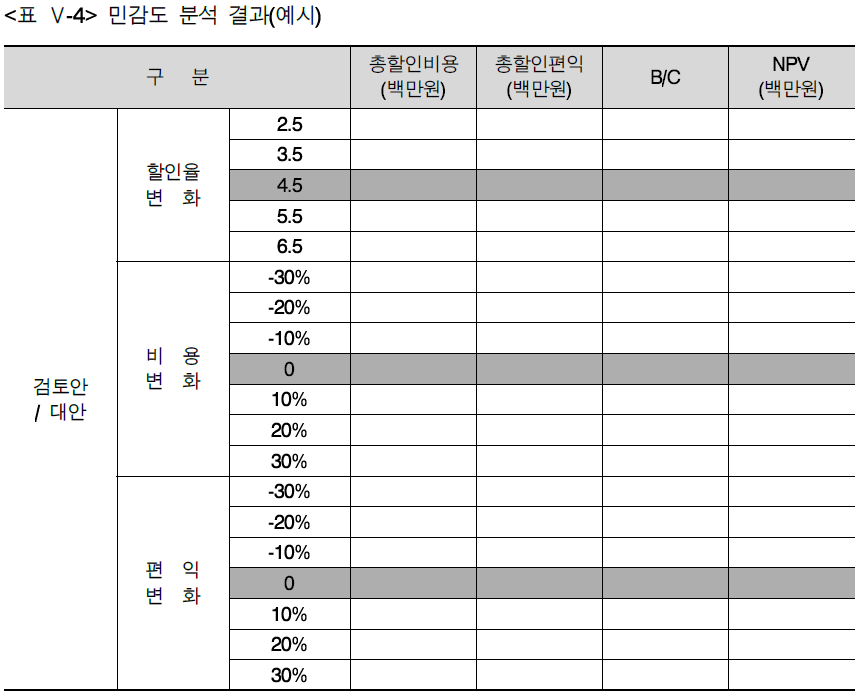 <표 Ⅴ-4> 민감도 분석 결과(예시)
구 분
총할인비용
(백만원)
총할인편익
(백만원)
B/C
NPV
(백만원)
검토안
/ 대안
할인율
변 화
2.5
3.5
4.5
5.5
6.5
비 용
변 화
-30%
-20%
-10%
0
10%
20%
30%
편 익
변 화
-30%
-20%
-10%
0
10%
20%
30%